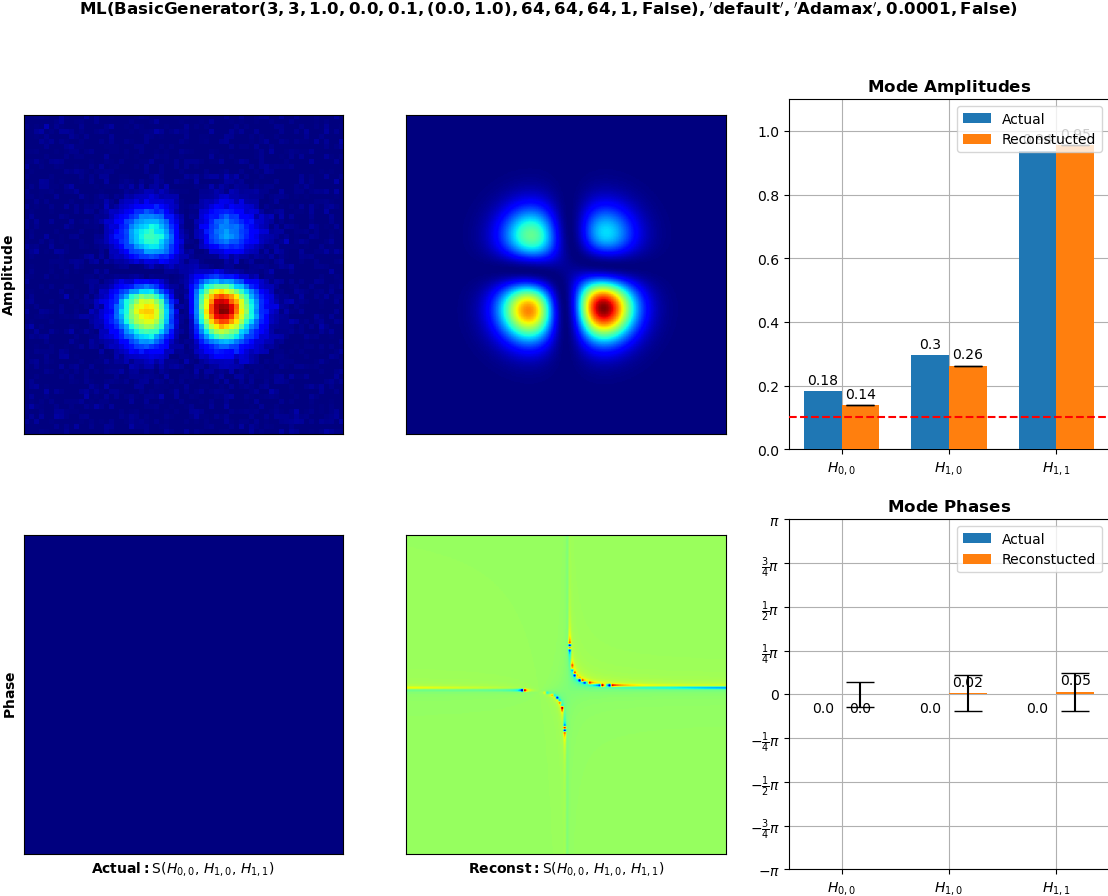 ML(BasicGenerator(3, 3, 1.0, 0.0, 0.1, (0.0, 1.0), 64, 64, 64, 1, False), ′default′, ′Adamax′, 0.0001, False)
Amplitude
Mode Amplitudes
Actual
Reconstucted
1.0
0.8
0.6
0.4
0.2
0.0
0.95
0.3
0.26
0.18
0.14
H0,0
H1,0
H1,1
Phase
Actual: S(H0,0, H1,0, H1,1)
Reconst: S(H0,0, H1,0, H1,1)
Mode Phases
Actual
Reconstucted
π
3/4π
1/2π
1/4π
0
−1/4π
−1/2π
−3/4π
−π
0.0
0.0
0.0
0.02
0.0
0.05
H0,0
H1,0
H1,1